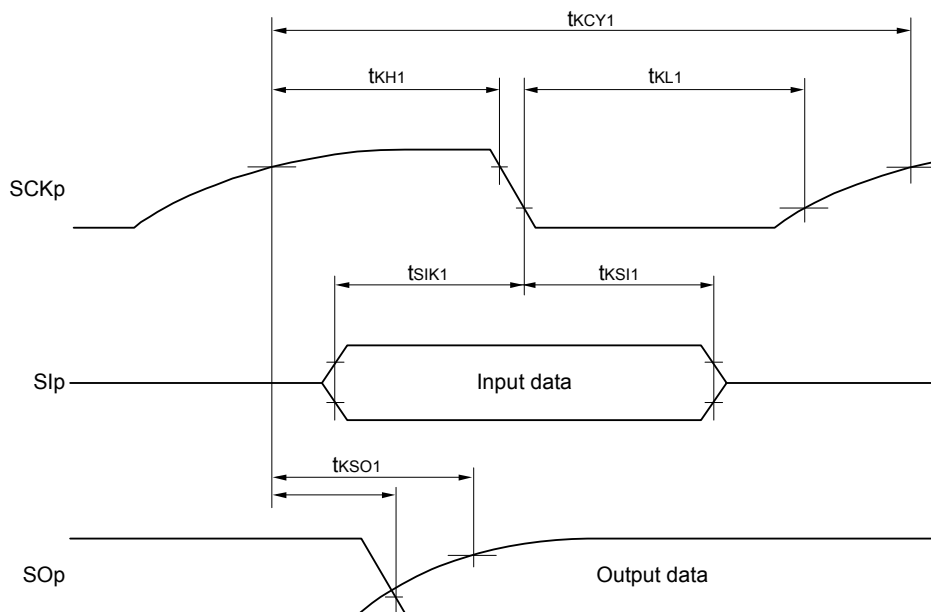 tKCY1
tKH1
tKL1
SCKp
tSIK1
tKSI1
SIp
Input data
tKSO1
SOp
Output data